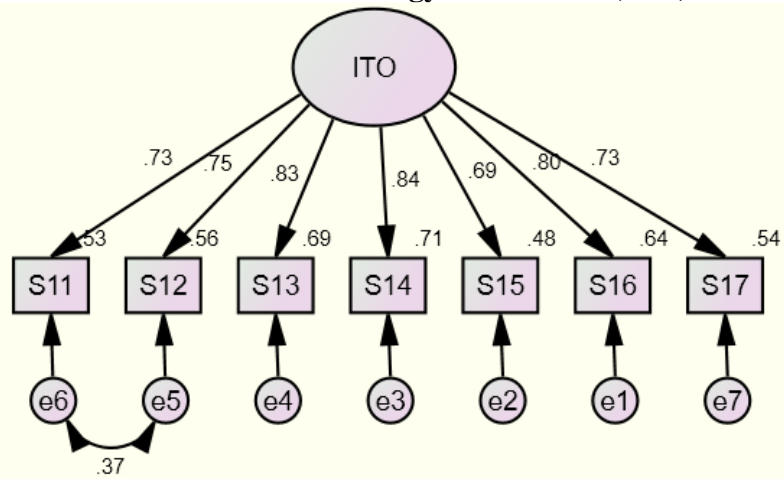 ITO
.73 .75 .83 .84 .69 .80 .73
.53 .56 .69 .71 .48 .64 .54
S11 S12 S13 S14 S15 S16 S17
e6 e5 e4 e3 e2 e1 e7
.37